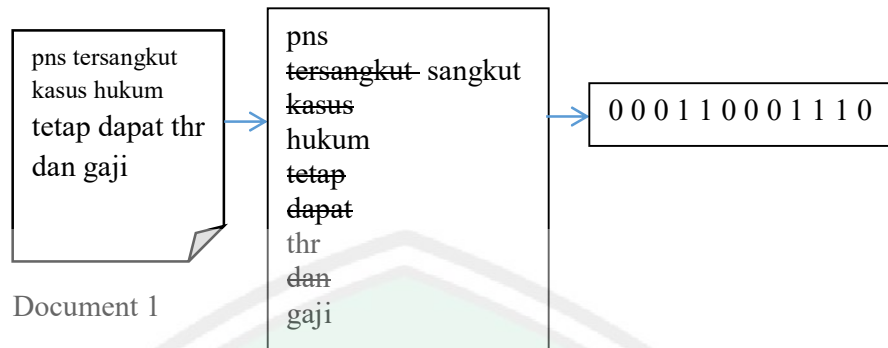 pns tersangkut
kasus hukum
tetap dapat thr
dan gaji
Document 1
pns
tersangkut sangkut
kasus
hukum
tetap
dapat
thr
dan
gaji
0 0 0 1 1 0 0 0 1 1 1 0